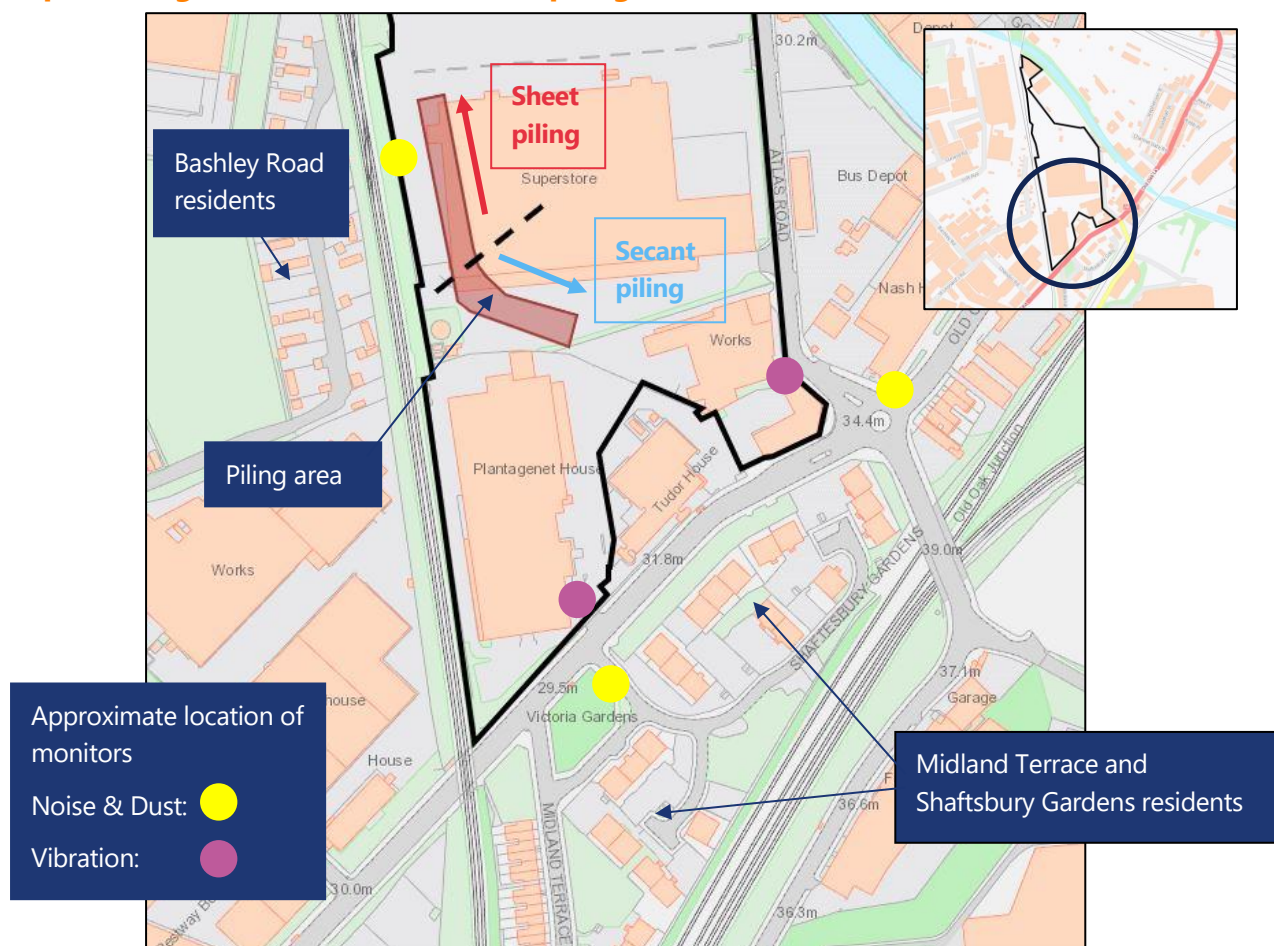 30.2m
Depot
Sheet
piling
Bashley Road
residents
Superstore
ATLAS ROAD
Bus Depot
Secant
piling
Nash H
OLD
Works
34.4m
Piling area
Plantagenet House
Tudor House
Old Oak Junction
39.0m
Works
31.8m
SHAFTESBURY GARDENS
37.1m
Garage
29.5m
Victoria Gardens
Approximate location of
monitors
Noise & Dust:
Vibration:
house
House
Midland Terrace and
Shaftsbury Gardens residents
36.6m
MIDLAND TERRACE
30.0m
36.3m